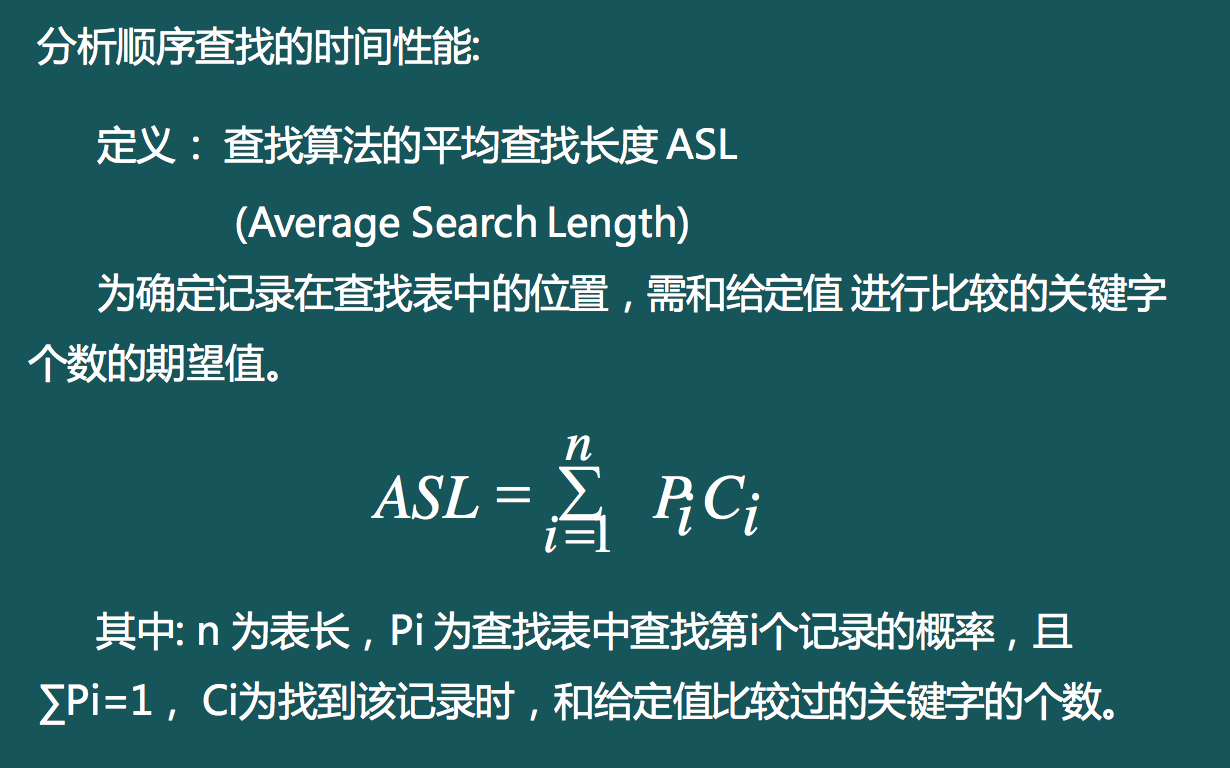 分析顺序查找的时间性能:
定义 ： 查找算法的平均查找长度 ASL
(Average Search Length)
为确定记录在查找表中的位置，需和给定值 进行比较的关键字
个数的期望值。
ASL = ∑_{i=1}^{n} P_i C_i
其中: n 为表长，Pi 为查找表中查找第i个记录的概率，且
∑Pi=1， Ci为找到该记录时，和给定值比较过的关键字的个数。